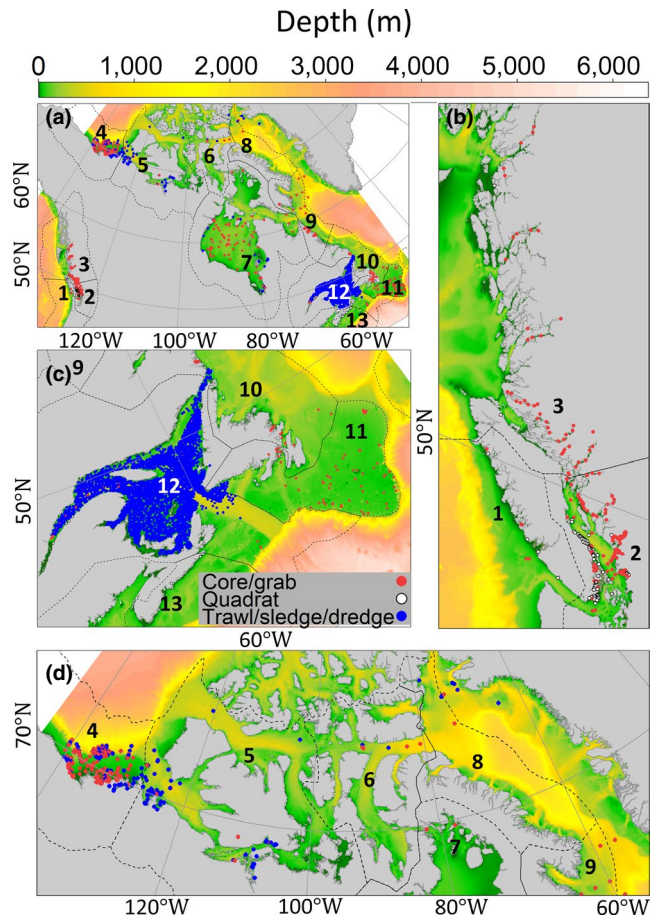 Depth (m)
0 1,000 2,000 3,000 4,000 5,000 6,000
(a)
4
5
6
8
60°N
9
50°N
3
7
10
1
2
12
11
13
120°W 100°W 80°W 60°W
(b)
50°N
3
1
2
(c) 9
10
11
50°N
12
Core/grab
Quadrat
13
Trawl/sledge/dredge
60°W
(d)
70°N
4
5
6
8
7
9
120°W 100°W 80°W 60°W